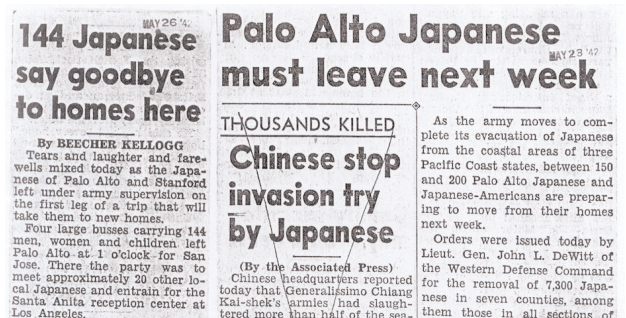 MAY 26 '42
144 Japanese
say goodbye
to homes here
By BEECHER KELLOGG
Tears and laughter and fare-
wells mixed today as the Japa-
nese of Palo Alto and Stanford
left under army supervision on
the first leg of a trip that will
take them to new homes.
Four large busses carrying 144
men, women and children left
Palo Alto at 1 o'clock for San
Jose. There the party was to
meet approximately 20 other lo-
cal Japanese and entrain for the
Santa Anita reception center at
Los Angeles.
Palo Alto Japanese
MAY 23 '42
must leave next week
THOUSANDS KILLED
Chinese stop
invasion try
by Japanese
(By the Associated Press)
Chinese headquarters reported
today that Generalissimo Chiang
Kai-shek's armies had slaugh-
tered more than half of the sea-
As the army moves to com-
plete its evacuation of Japanese
from the coastal areas of three
Pacific Coast states, between 150
and 200 Palo Alto Japanese and
Japanese-Americans are prepar-
ing to move from their homes
next week.
Orders were issued today by
Lieut. Gen. John L. DeWitt of
the Western Defense Command
for the removal of 7,300 Japa-
nese in seven counties, among
them those in all sections of